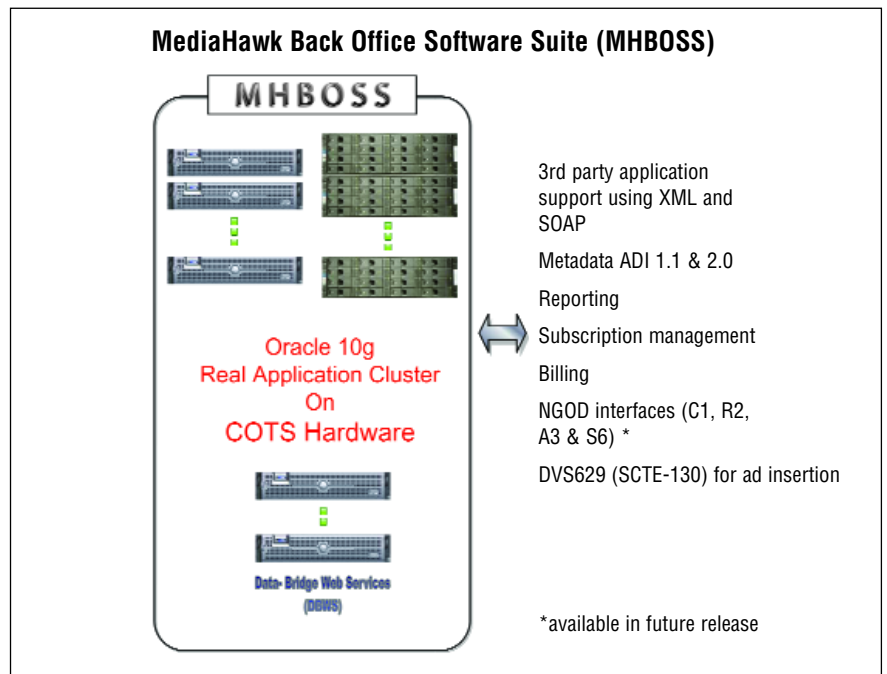 MediaHawk Back Office Software Suite (MHBOSS)
MHBOSS
Oracle 10g
Real Application Cluster
On
COTS Hardware
Data- Bridge Web Services
(DBWS)
3rd party application
support using XML and
SOAP
Metadata ADI 1.1 & 2.0
Reporting
Subscription management
Billing
NGOD interfaces (C1, R2,
A3 & S6) *
DVS629 (SCTE-130) for ad insertion
*available in future release